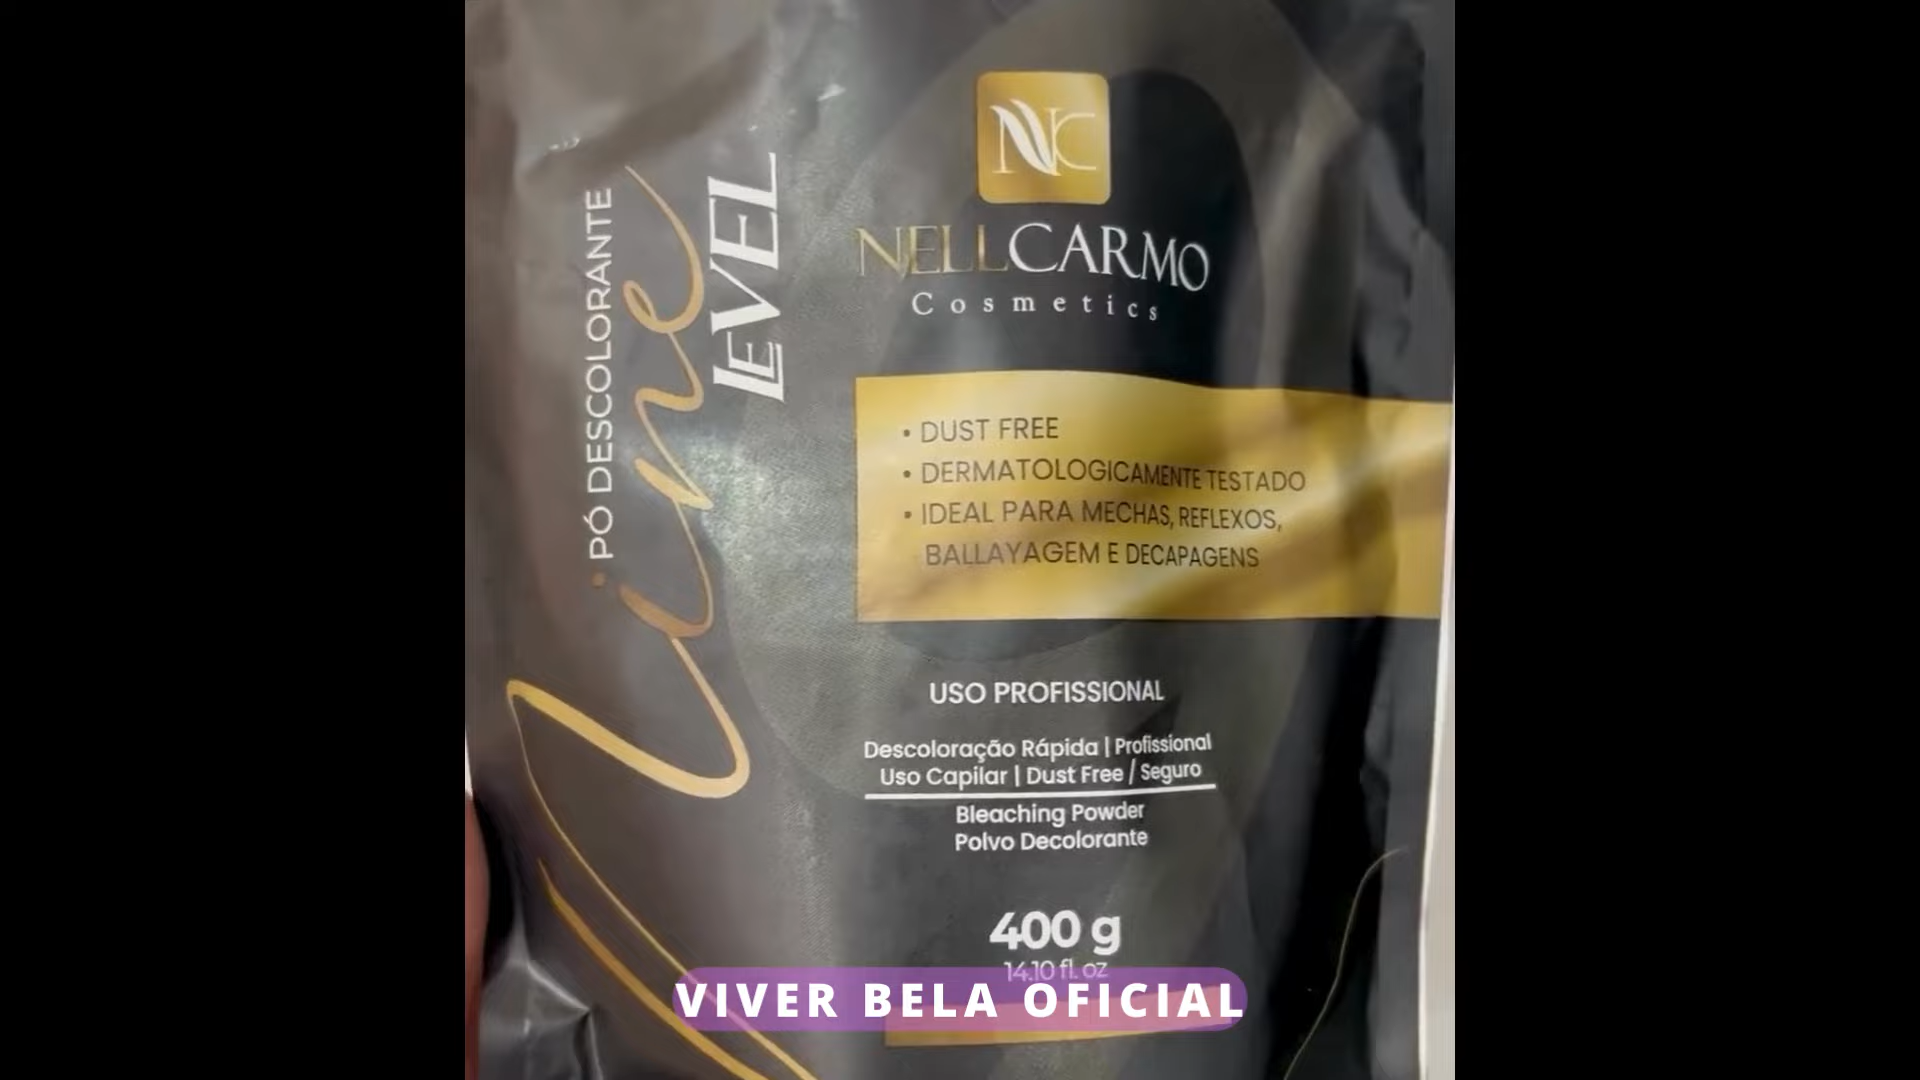 NC
NELLCARMO
Cosmetics
PÓ DESCOLORANTE
Line
LEVEL
• DUST FREE
• DERMATOLOGICAMENTE TESTADO
• IDEAL PARA MECHAS, REFLEXOS,
BALLAYAGEM E DECAPAGENS
USO PROFISSIONAL
Descoloração Rápida | Profissional
Uso Capilar | Dust Free / Seguro
Bleaching Powder
Polvo Decolorante
400 g
14.10 fl. oz
VIVER BELA OFICIAL